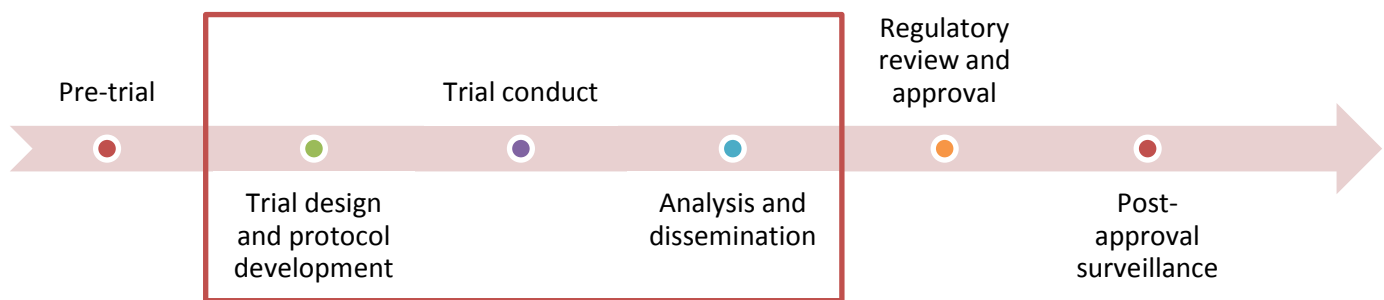 Pre-trial
Trial design
and protocol
development
Trial conduct
Analysis and
dissemination
Regulatory
review and
approval
Post-
approval
surveillance